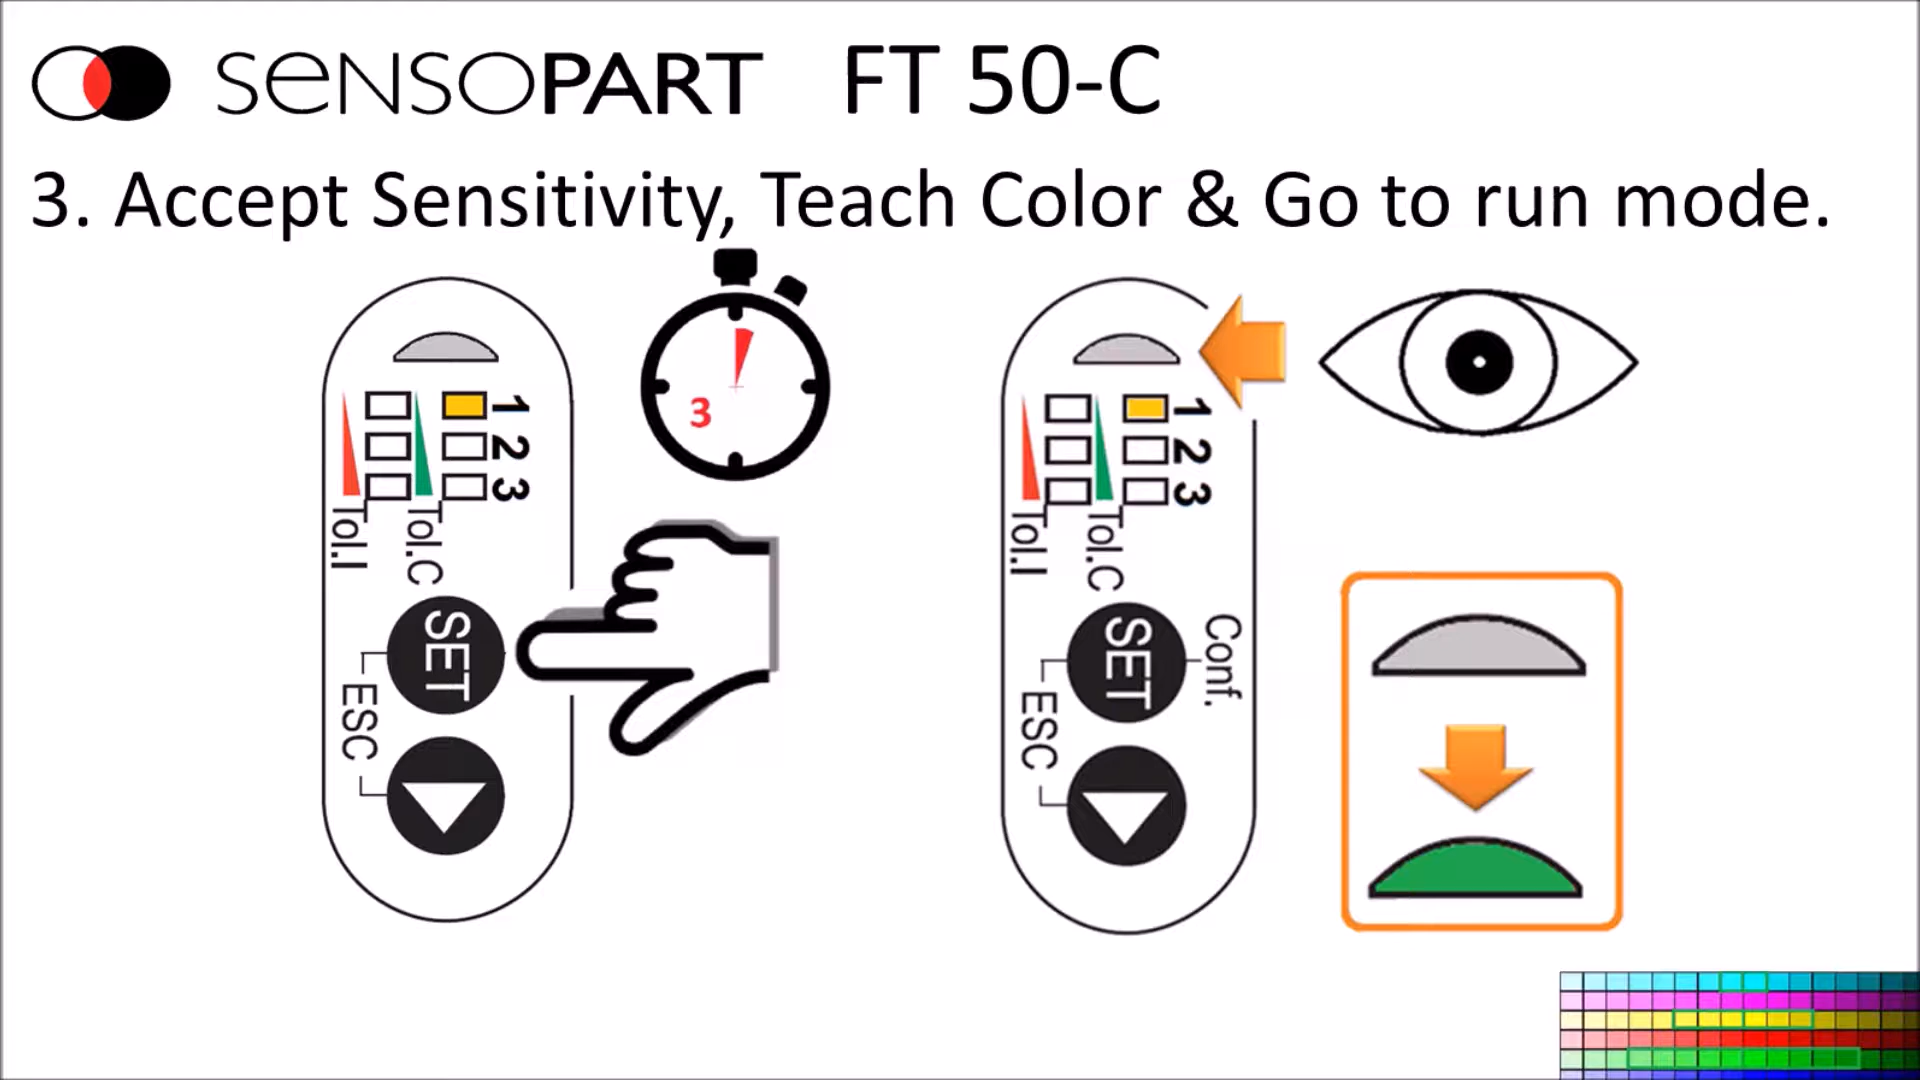 SENSOPART FT 50-C
3. Accept Sensitivity, Teach Color & Go to run mode.
3
1
2
3
Tol.I
Tol.C
SET
ESC
1
2
3
Tol.I
Tol.C
SET
Conf.
ESC